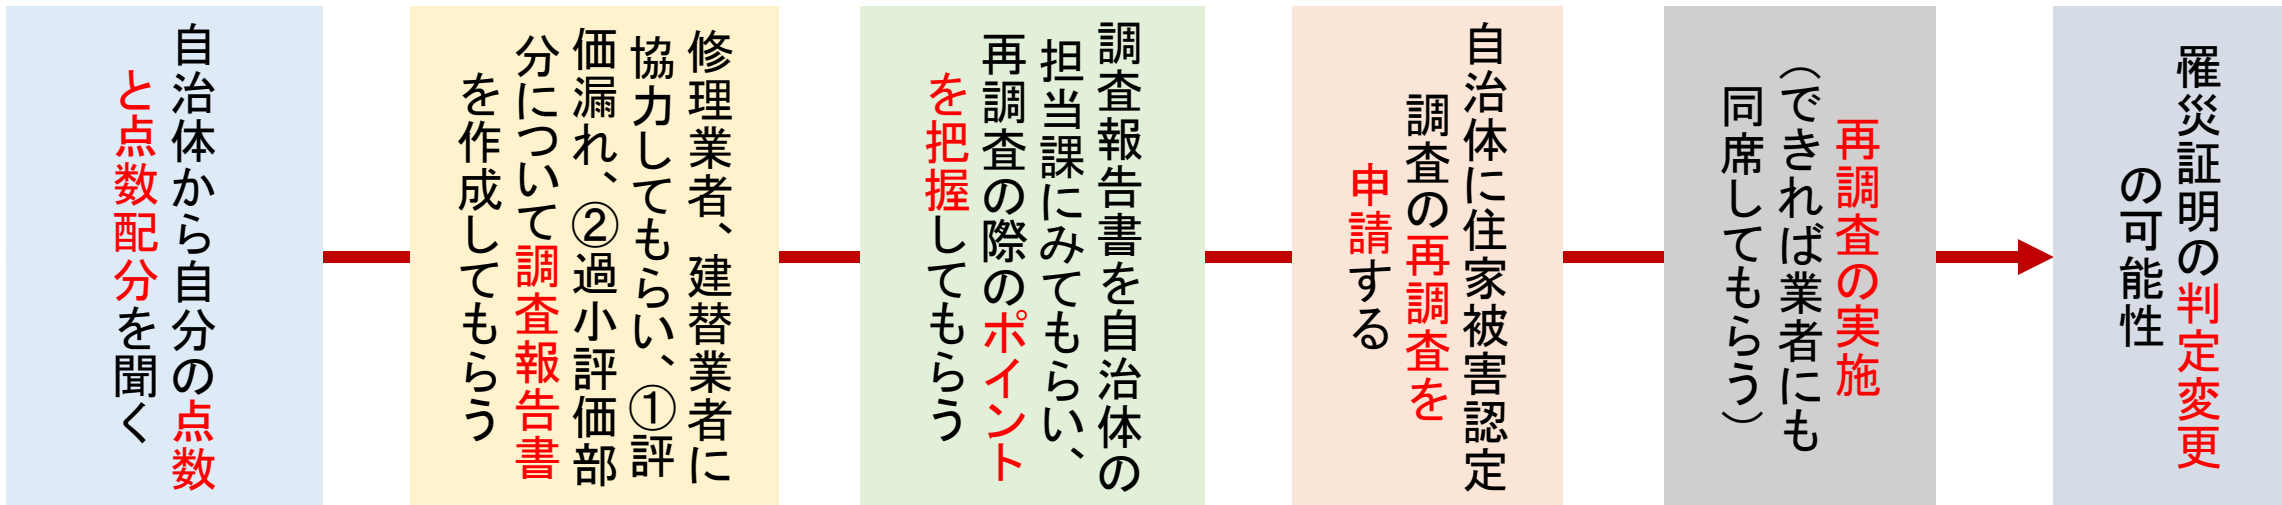 自治体から自分の点数
と点数配分を聞く
修理業者、建替業者に
協力してもらい、①評
価漏れ、②過小評価部
分について調査報告書
を作成してもらう
調査報告書を自治体の
担当課にみてもらい、
再調査の際のポイント
を把握してもらう
自治体に住家被害認定
調査の再調査を
申請する
再調査の実施
（できれば業者にも
同席してもらう）
罹災証明の判定変更
の可能性